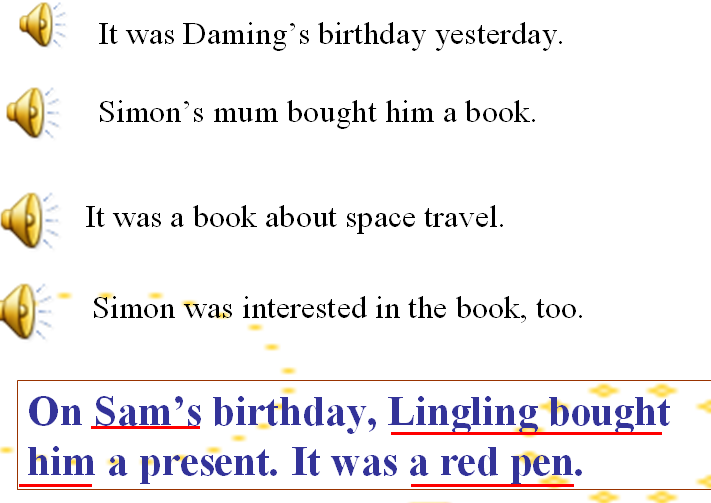 It was Daming’s birthday yesterday.
Simon’s mum bought him a book.
It was a book about space travel.
Simon was interested in the book, too.
On Sam’s birthday, Lingling bought
him a present. It was a red pen.